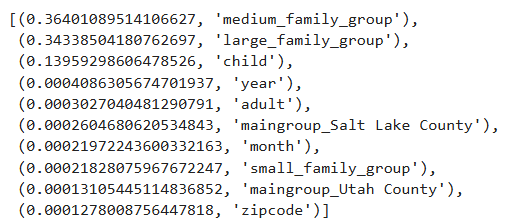 [(0.36401089514106627, 'medium_family_group'),
(0.34338504180762697, 'large_family_group'),
(0.13959298606478526, 'child'),
(0.0004086305674701937, 'year'),
(0.0003027040481290791, 'adult'),
(0.0002604680620534843, 'maingroup_Salt Lake County'),
(0.00021972243600332163, 'month'),
(0.00021828075967672247, 'small_family_group'),
(0.00013105445114836852, 'maingroup_Utah County'),
(0.0001278008756447818, 'zipcode')]